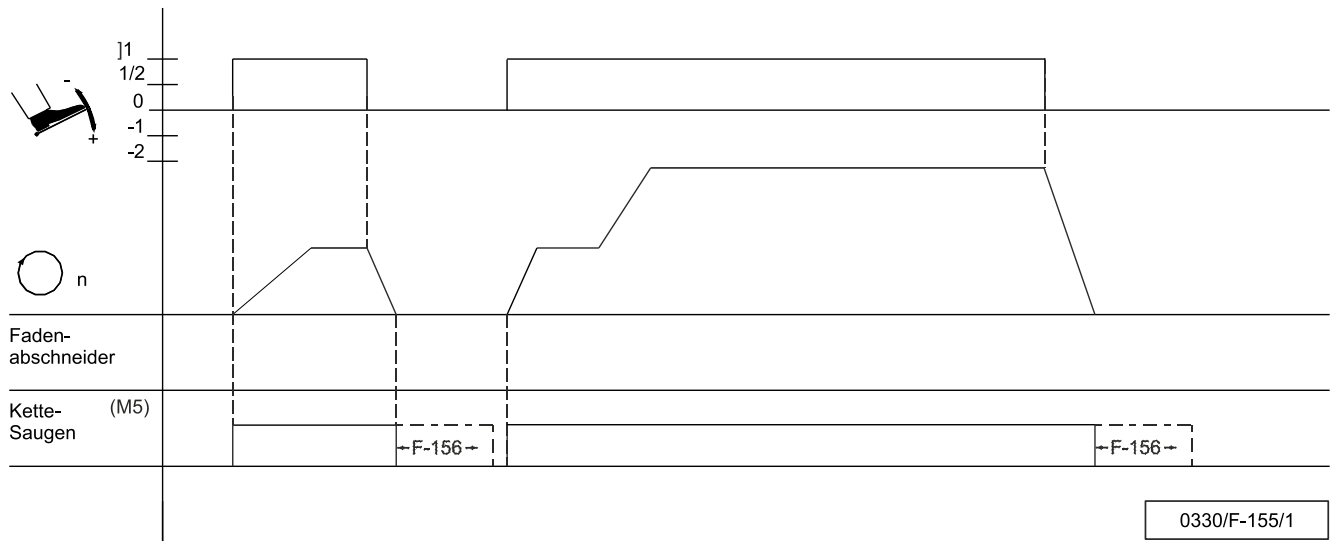 ]1
1/2
0
-1
-2
-
+
n
Faden-
abschneider
Kette- (M5)
Saugen
F-156 F-156
0330/F-155/1